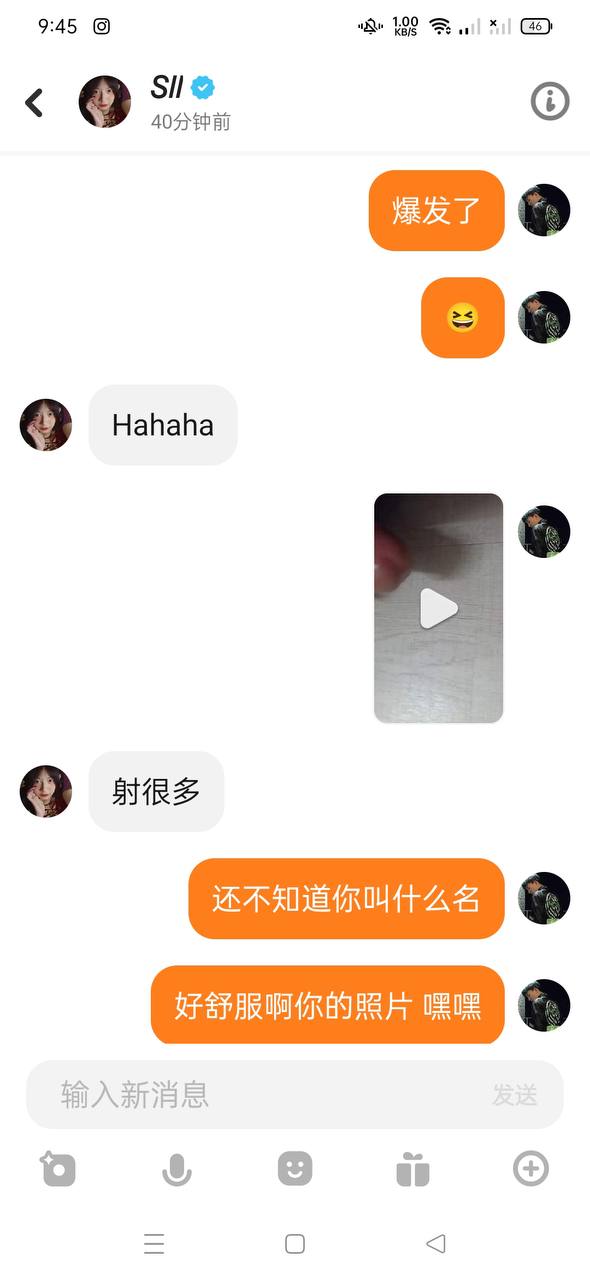 9:45
1.00
KB/S
46
Sll
40分钟前
爆发了
😆
Hahaha
射很多
还不知道你叫什么名
好舒服啊你的照片 嘿嘿
输入新消息
发送